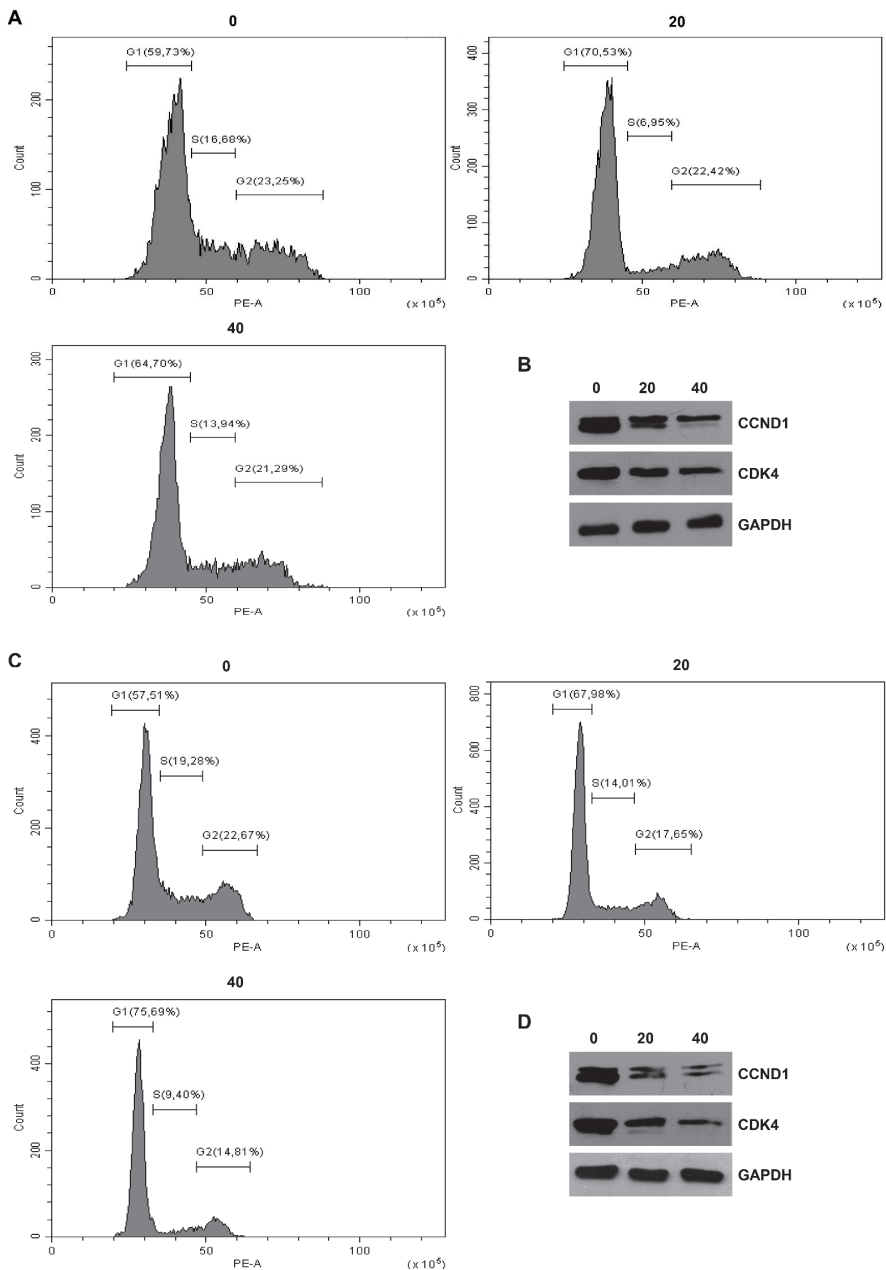 A
0
G1(59,73%)
S(16,68%)
G2(23,25%)
Count
0 100 200
0 50 100
PE-A
(x 10⁵)
20
G1(70,53%)
S(6,95%)
G2(22,42%)
Count
0 100 200 300 400
0 50 100
PE-A
(x 10⁵)
40
G1(64,70%)
S(13,94%)
G2(21,29%)
Count
0 100 200 300
0 50 100
PE-A
(x 10⁵)
B
0 20 40
CCND1
CDK4
GAPDH
C
0
G1(57,51%)
S(19,28%)
G2(22,67%)
Count
0 200 400
0 50 100
PE-A
(x 10⁵)
20
G1(67,98%)
S(14,01%)
G2(17,65%)
Count
0 200 400 600 800
0 50 100
PE-A
(x 10⁵)
40
G1(75,69%)
S(9,40%)
G2(14,81%)
Count
0 200 400
0 50 100
PE-A
(x 10⁵)
D
0 20 40
CCND1
CDK4
GAPDH